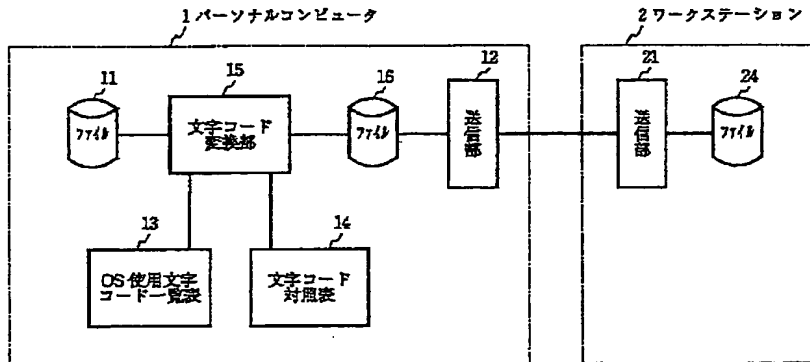 1 パーソナルコンピュータ
2 ワークステーション
11
15
16
12
21
24
ファイル
文字コード
変換部
ファイル
送信部
送信部
ファイル
13
14
OS使用文字
コード一覧表
文字コード
対照表